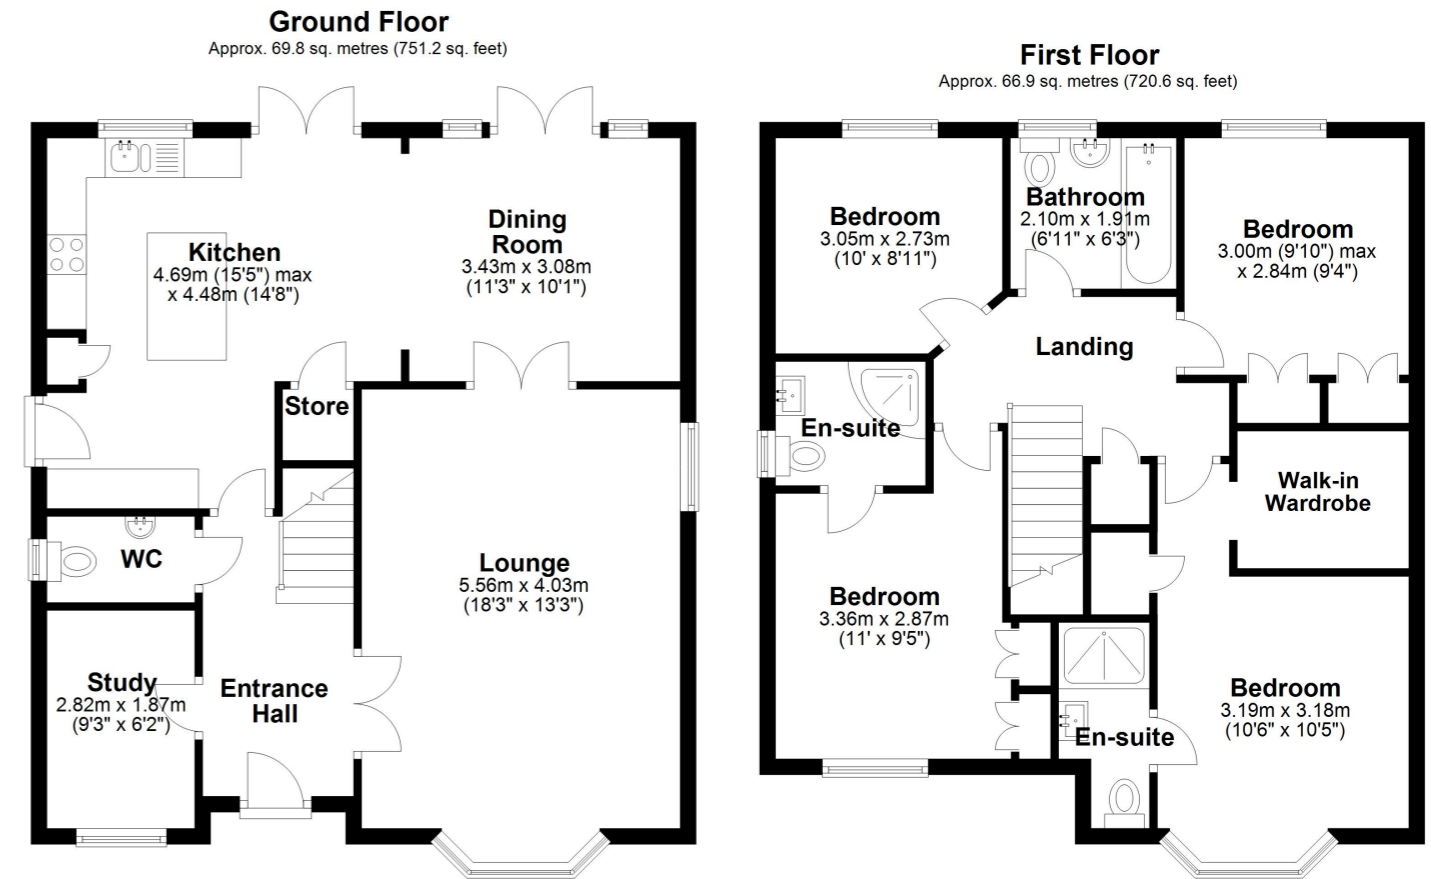 Ground Floor
Approx. 69.8 sq. metres (751.2 sq. feet)
Kitchen
4.69m (15'5") max
x 4.48m (14'8")
Dining
Room
3.43m x 3.08m
(11'3" x 10'1")
Store
WC
Lounge
5.56m x 4.03m
(18'3" x 13'3")
Study
2.82m x 1.87m
(9'3" x 6'2")
Entrance
Hall
First Floor
Approx. 66.9 sq. metres (720.6 sq. feet)
Bedroom
3.05m x 2.73m
(10' x 8'11")
Bathroom
2.10m x 1.91m
(6'11" x 6'3")
Bedroom
3.00m (9'10") max
x 2.84m (9'4")
Landing
En-suite
Walk-in
Wardrobe
Bedroom
3.36m x 2.87m
(11' x 9'5")
Bedroom
3.19m x 3.18m
(10'6" x 10'5")
En-suite